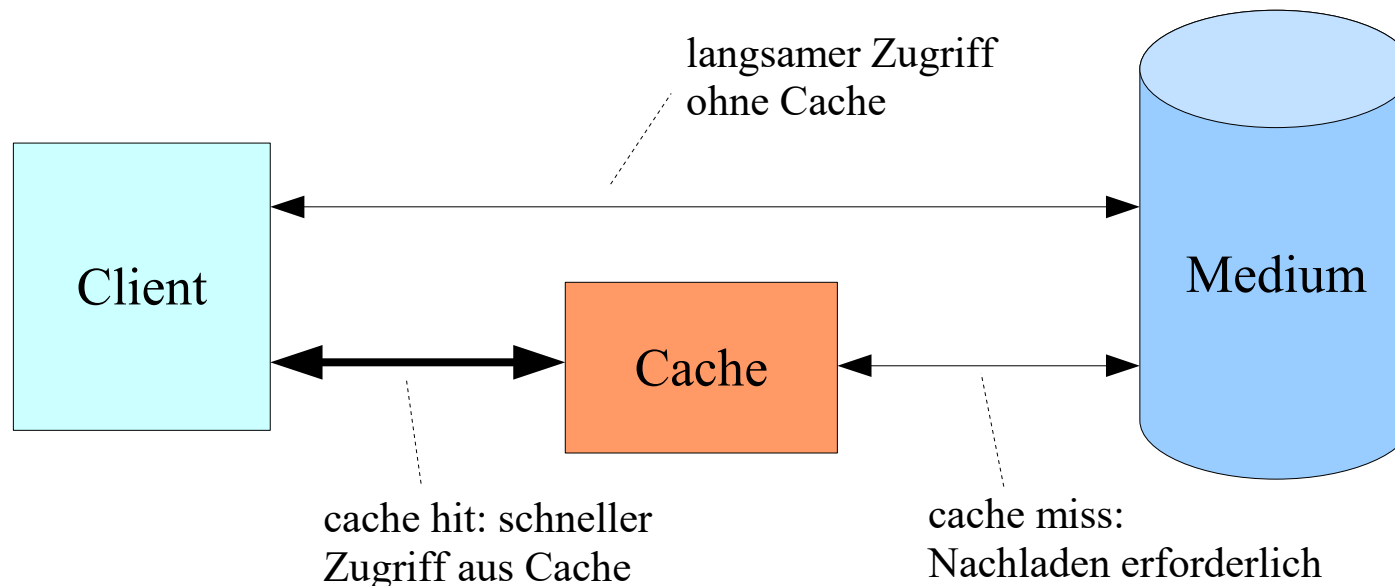 langsamer Zugriff
ohne Cache
Client
Medium
Cache
cache hit: schneller
Zugriff aus Cache
cache miss:
Nachladen erforderlich